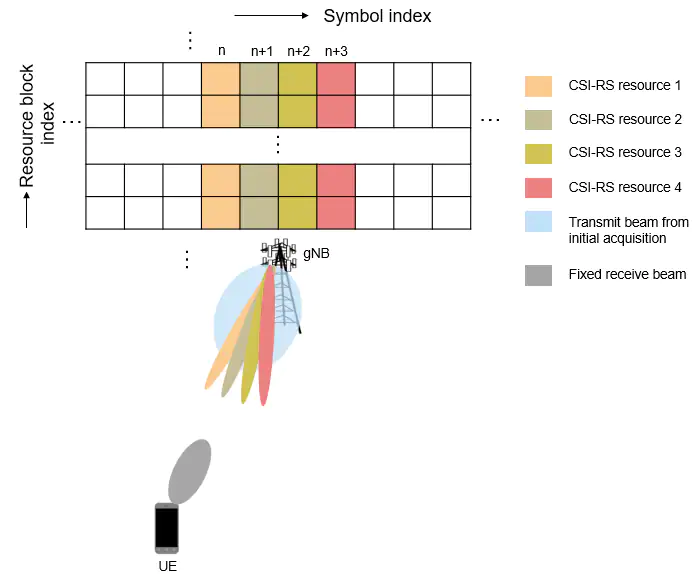 Symbol index
n n+1 n+2 n+3
Resource block
index
CSI-RS resource 1
CSI-RS resource 2
CSI-RS resource 3
CSI-RS resource 4
Transmit beam from
initial acquisition
Fixed receive beam
gNB
UE